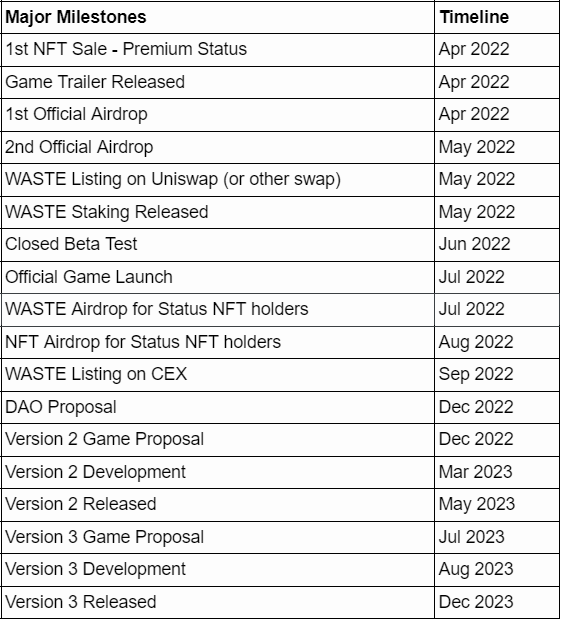 Major Milestones Timeline
1st NFT Sale - Premium Status Apr 2022
Game Trailer Released Apr 2022
1st Official Airdrop Apr 2022
2nd Official Airdrop May 2022
WASTE Listing on Uniswap (or other swap) May 2022
WASTE Staking Released May 2022
Closed Beta Test Jun 2022
Official Game Launch Jul 2022
WASTE Airdrop for Status NFT holders Jul 2022
NFT Airdrop for Status NFT holders Aug 2022
WASTE Listing on CEX Sep 2022
DAO Proposal Dec 2022
Version 2 Game Proposal Dec 2022
Version 2 Development Mar 2023
Version 2 Released May 2023
Version 3 Game Proposal Jul 2023
Version 3 Development Aug 2023
Version 3 Released Dec 2023